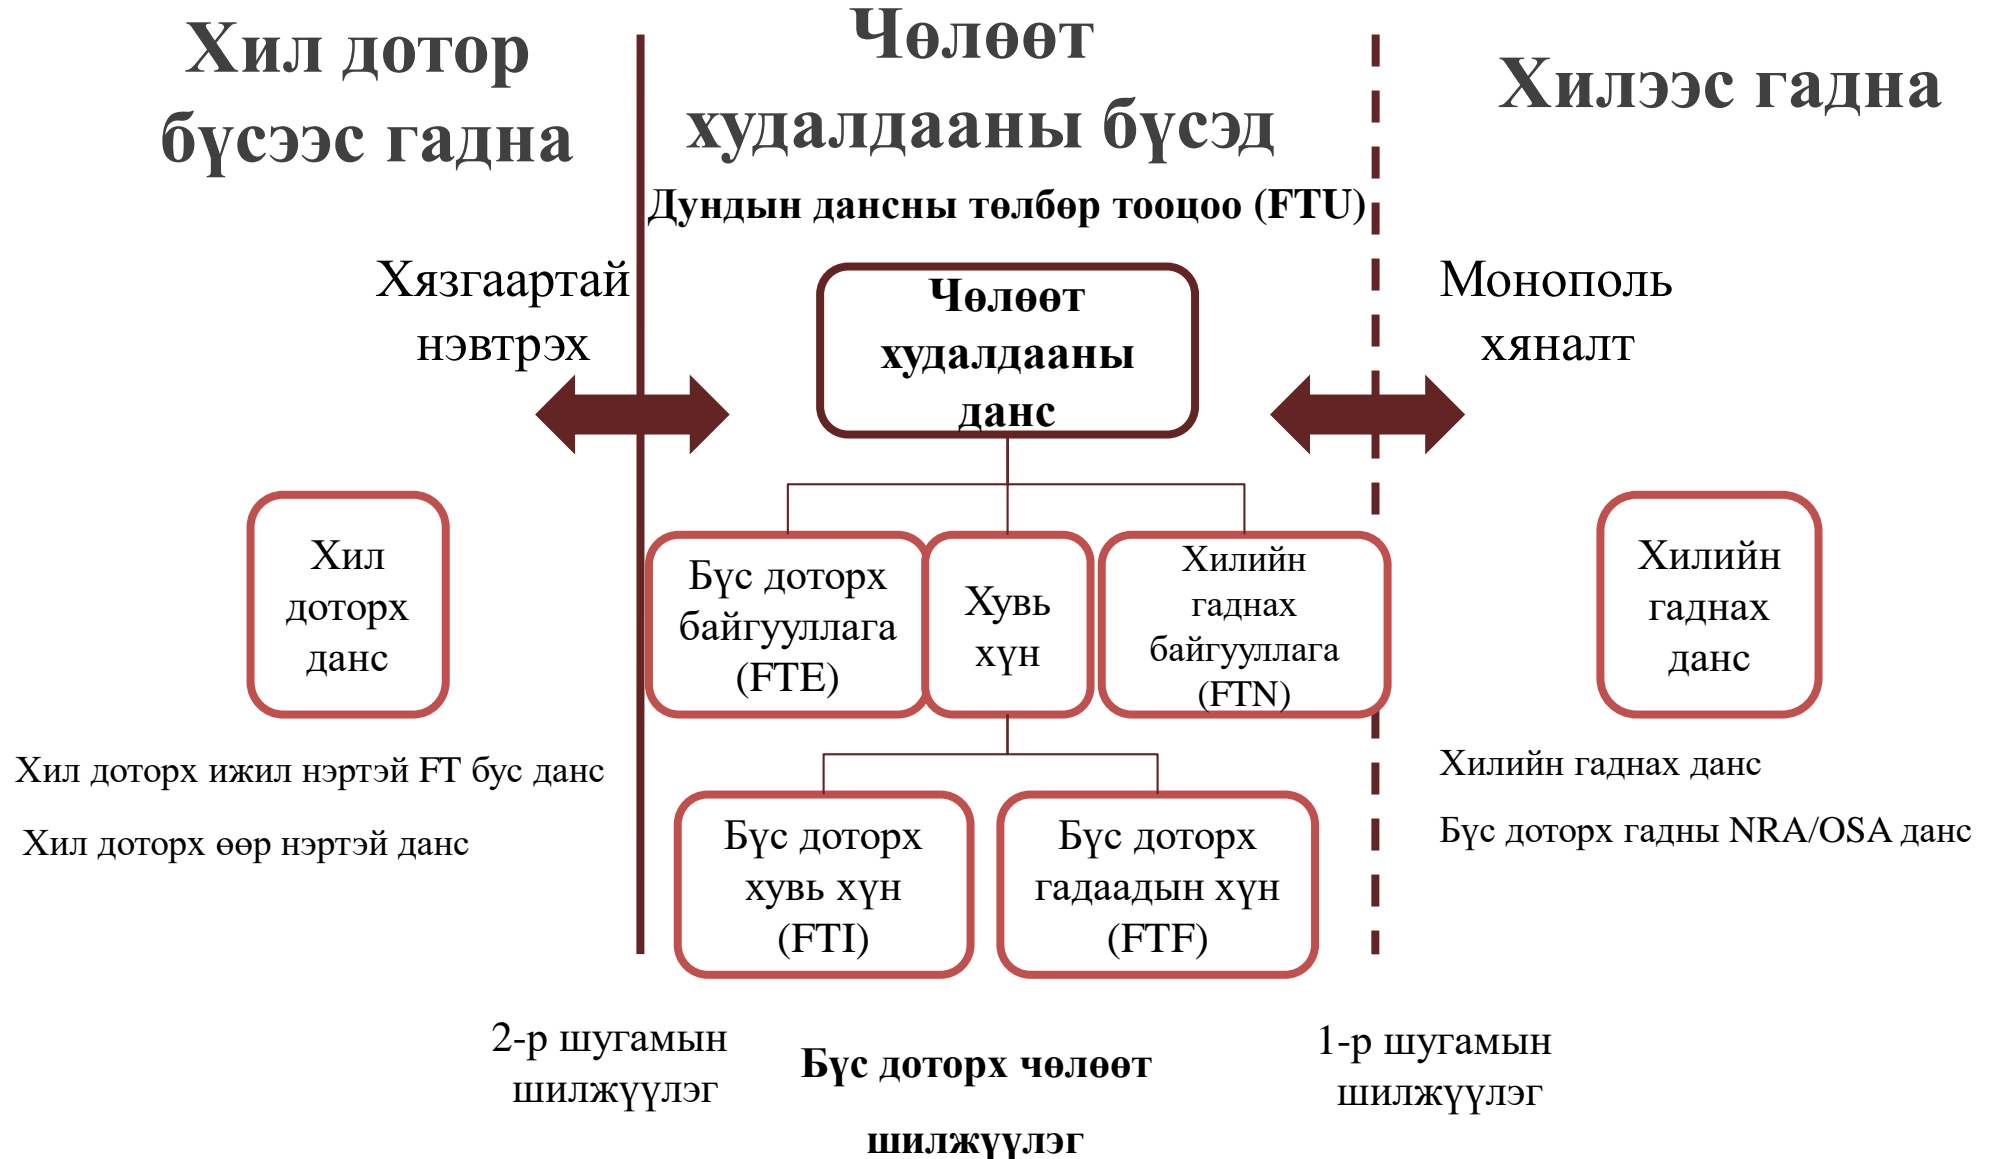 Хил дотор
бүсээс гадна
Чөлөөт
худалдааны бүсэд
Хилээс гадна
Дундын дансны төлбөр тооцоо (FTU)
Хязгаартай
нэвтрэх
Чөлөөт
худалдааны
данс
Монополь
хяналт
Хил
доторх
данс
Бүс доторх
байгууллага
(FTE)
Хувь
хүн
Хилийн
гаднах
байгууллага
(FTN)
Хилийн
гаднах
данс
Хил доторх ижил нэртэй FT бус данс
Хил доторх өөр нэртэй данс
Бүс доторх
хувь хүн
(FTI)
Бүс доторх
гадаадын хүн
(FTF)
Хилийн гаднах данс
Бүс доторх гадны NRA/OSA данс
2-р шугамын
шилжүүлэг
Бүс доторх чөлөөт
шилжүүлэг
1-р шугамын
шилжүүлэг